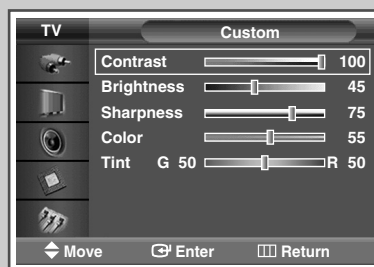 TV Custom
Contrast 100
Brightness 45
Sharpness 75
Color 55
Tint G 50 R 50
Move Enter Return